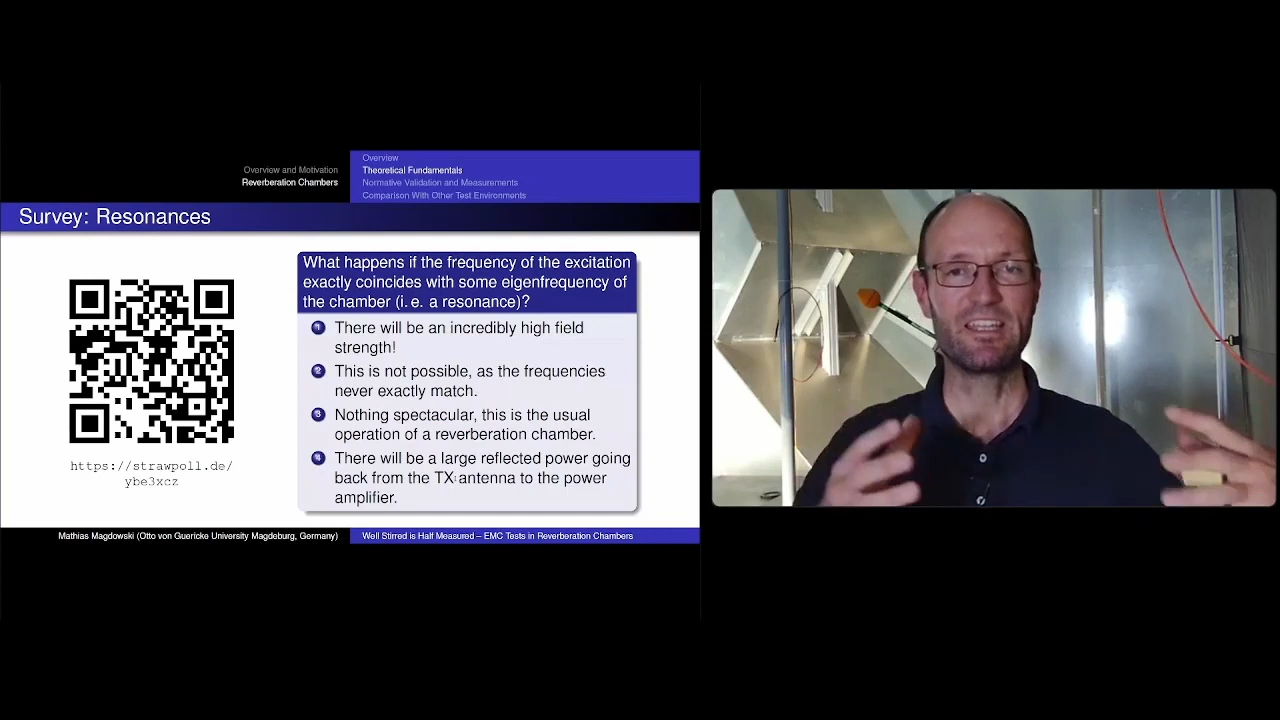 Overview and Motivation
Reverberation Chambers
Overview
Theoretical Fundamentals
Normative Validation and Measurements
Comparison With Other Test Environments
Survey: Resonances
https://strawpoll.de/
ybe3xcz
What happens if the frequency of the excitation
exactly coincides with some eigenfrequency of
the chamber (i. e. a resonance)?
1 There will be an incredibly high field
strength!
2 This is not possible, as the frequencies
never exactly match.
3 Nothing spectacular, this is the usual
operation of a reverberation chamber.
4 There will be a large reflected power going
back from the TX antenna to the power
amplifier.
Mathias Magdowski (Otto von Guericke University Magdeburg, Germany)
Well Stirred is Half Measured – EMC Tests in Reverberation Chambers